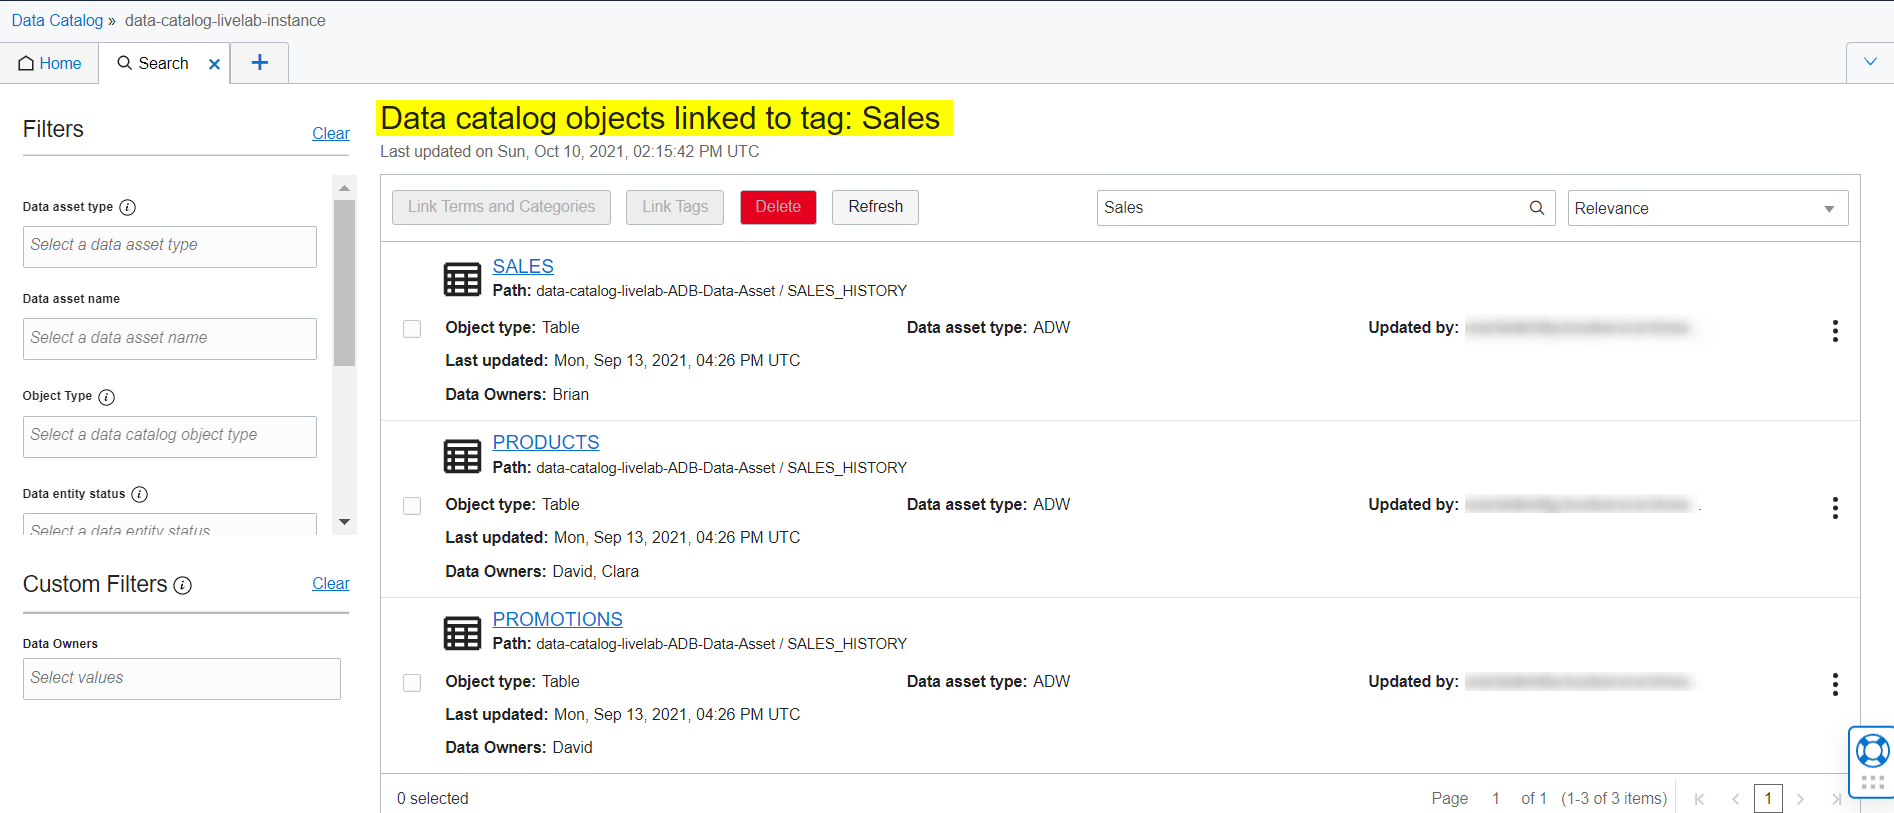 Data Catalog » data-catalog-livelab-instance
Home Search
Filters Clear
Data asset type
Select a data asset type
Data asset name
Select a data asset name
Object Type
Select a data catalog object type
Data entity status
Select a data entity status
Custom Filters Clear
Data Owners
Select values
Data catalog objects linked to tag: Sales
Last updated on Sun, Oct 10, 2021, 02:15:42 PM UTC
Link Terms and Categories Link Tags Delete Refresh Sales Relevance
SALES
Path: data-catalog-livelab-ADB-Data-Asset / SALES_HISTORY
Object type: Table Data asset type: ADW Updated by:
Last updated: Mon, Sep 13, 2021, 04:26 PM UTC
Data Owners: Brian
PRODUCTS
Path: data-catalog-livelab-ADB-Data-Asset / SALES_HISTORY
Object type: Table Data asset type: ADW Updated by:
Last updated: Mon, Sep 13, 2021, 04:26 PM UTC
Data Owners: David, Clara
PROMOTIONS
Path: data-catalog-livelab-ADB-Data-Asset / SALES_HISTORY
Object type: Table Data asset type: ADW Updated by:
Last updated: Mon, Sep 13, 2021, 04:26 PM UTC
Data Owners: David
0 selected Page 1 of 1 (1-3 of 3 items) 1